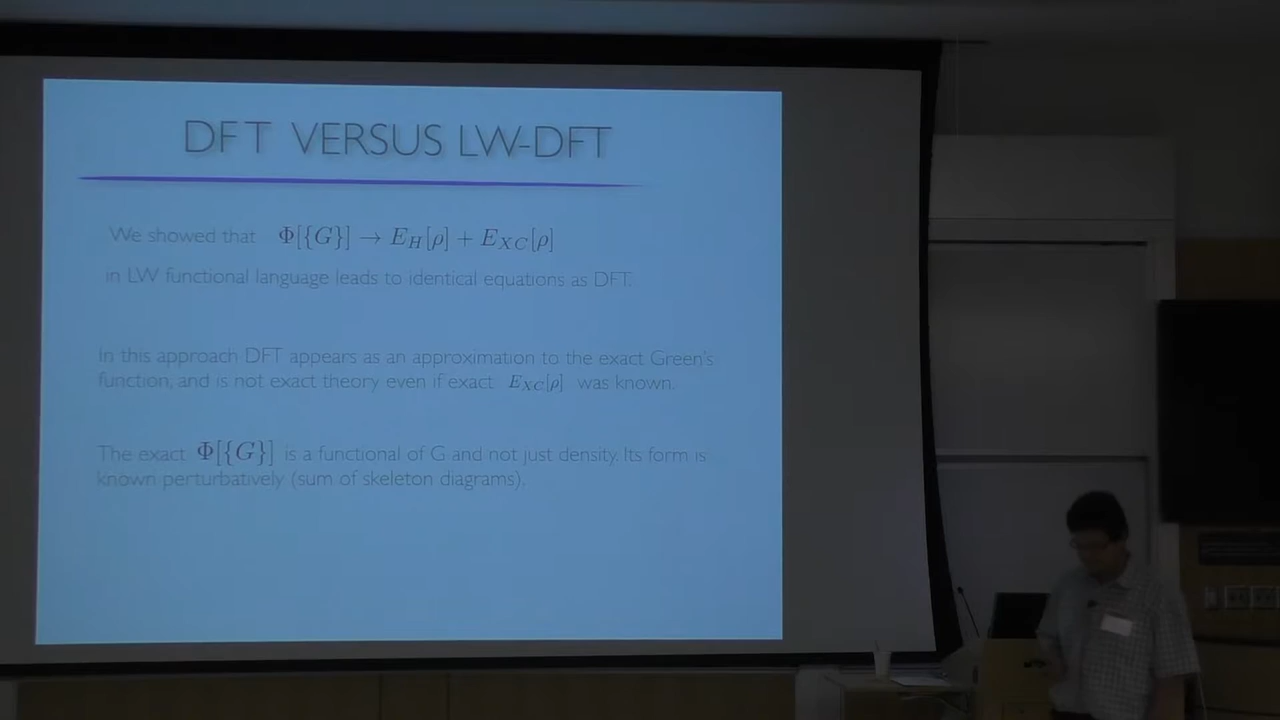 DFT VERSUS LW-DFT
We showed that Φ[{G}] → E_H[ρ] + E_XC[ρ]
in LW functional language leads to identical equations as DFT.
In this approach DFT appears as an approximation to the exact Green's
function, and is not exact theory even if exact E_XC[ρ] was known.
The exact Φ[{G}] is a functional of G and not just density. Its form is
known perturbatively (sum of skeleton diagrams).